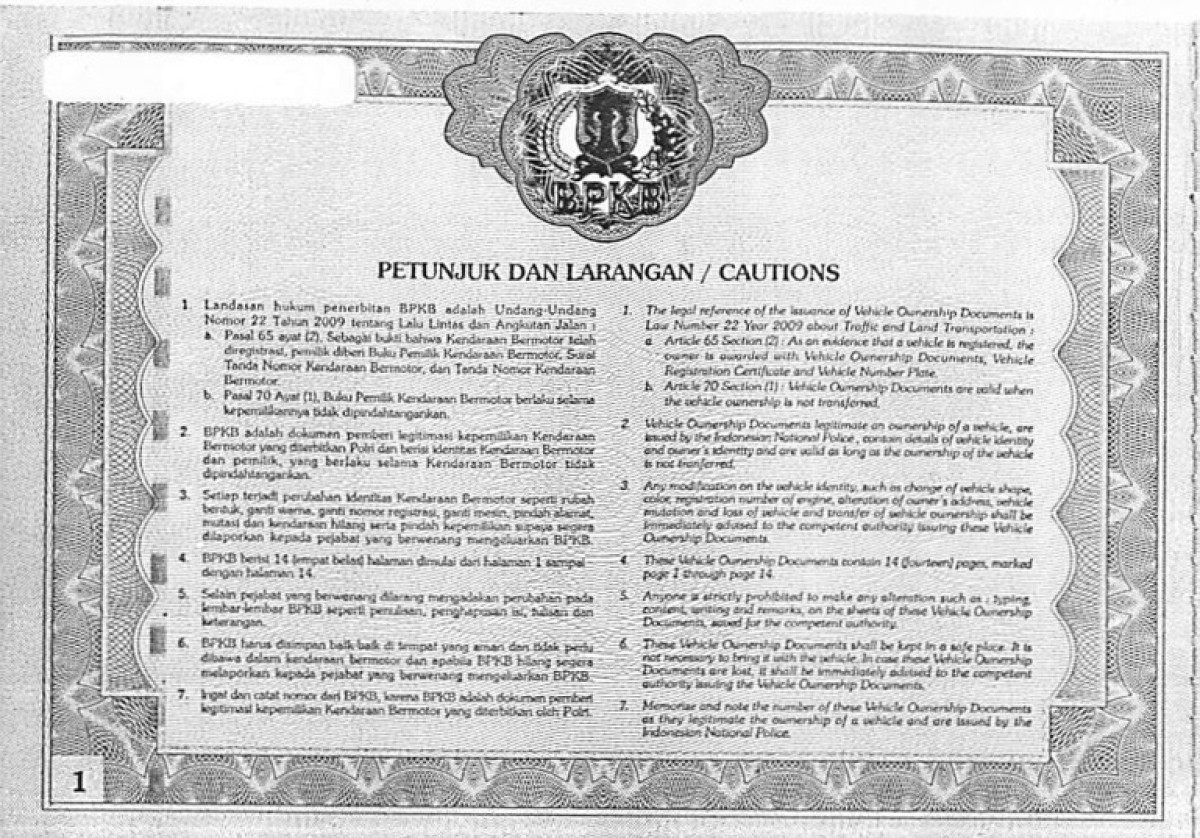 BPKB
PETUNJUK DAN LARANGAN / CAUTIONS
1. Landasan hukum penerbitan BPKB adalah Undang-Undang
Nomor 22 Tahun 2009 tentang Lalu Lintas dan Angkutan Jalan :
a. Pasal 65 ayat (2), Sebagai bukti bahwa Kendaraan Bermotor telah
diregistrasi, pemilik diberi Buku Pemilik Kendaraan Bermotor, Surat
Tanda Nomor Kendaraan Bermotor, dan Tanda Nomor Kendaraan
Bermotor.
b. Pasal 70 Ayat (1), Buku Pemilik Kendaraan Bermotor berlaku selama
kepemilikannya tidak dipindahtangankan.
2. BPKB adalah dokumen pemberi legitimasi kepemilikan Kendaraan
Bermotor yang diterbitkan Polri dan berisi identitas Kendaraan Bermotor
dan pemilik, yang berlaku selama Kendaraan Bermotor tidak
dipindahtangankan.
3. Setiap terjadi perubahan identitas Kendaraan Bermotor seperti rubah
bentuk, ganti warna, ganti nomor registrasi, ganti mesin, pindah alamat,
mutasi dan kendaraan hilang serta pindah kepemilikan supaya segera
dilaporkan kepada pejabat yang berwenang mengeluarkan BPKB.
4. BPKB berisi 14 (empat belas) halaman dimulai dari halaman 1 sampai
dengan halaman 14.
5. Selain pejabat yang berwenang dilarang mengadakan perubahan pada
lembar-lembar BPKB seperti penulisan, penghapusan isi, tulisan dan
keterangan.
6. BPKB harus disimpan baik-baik di tempat yang aman dan tidak perlu
dibawa dalam kendaraan bermotor dan apabila BPKB hilang segera
melaporkan kepada pejabat yang berwenang mengeluarkan BPKB.
7. Ingat dan catat nomor dari BPKB, karena BPKB adalah dokumen pemberi
legitimasi kepemilikan Kendaraan Bermotor yang diterbitkan oleh Polri.
1. The legal reference of the issuance of Vehicle Ownership Documents is
Law Number 22 Year 2009 about Traffic and Land Transportation :
a. Article 65 Section (2) : As an evidence that a vehicle is registered, the
owner is awarded with Vehicle Ownership Documents, Vehicle
Registration Certificate and Vehicle Number Plate.
b. Article 70 Section (1) : Vehicle Ownership Documents are valid when
the vehicle ownership is not transferred.
2. Vehicle Ownership Documents legitimate an ownership of a vehicle, are
issued by the Indonesian National Police , contain details of vehicle identity
and owner's identity and are valid as long as the ownership of the vehicle
is not tranferred.
3. Any modification on the vehicle identity, such as change of vehicle shape,
color, registration number of engine, alteration of owner's address, vehicle
mutation and loss of vehicle and transfer of vehicle ownership shall be
immediately advised to the competent authority issuing these Vehicle
Ownership Documents.
4. These Vehicle Ownership Documents contain 14 (fourteen) pages, marked
page 1 through page 14.
5. Anyone is strictly prohibited to make any alteration such as : typing,
content, writing and remarks, on the sheets of these Vehicle Ownership
Documents, saved for the competent authority.
6. These Vehicle Ownership Documents shall be kept in a safe place. It is
not necessary to bring it with the vehicle. In case these Vehicle Ownership
Documents are lost, it shall be immediately advised to the competent
authority issuing the Vehicle Ownership Documents.
7. Memorise and note the number of these Vehicle Ownership Documents
as they legitimate the ownership of a vehicle and are issued by the
Indonesian National Police.
1